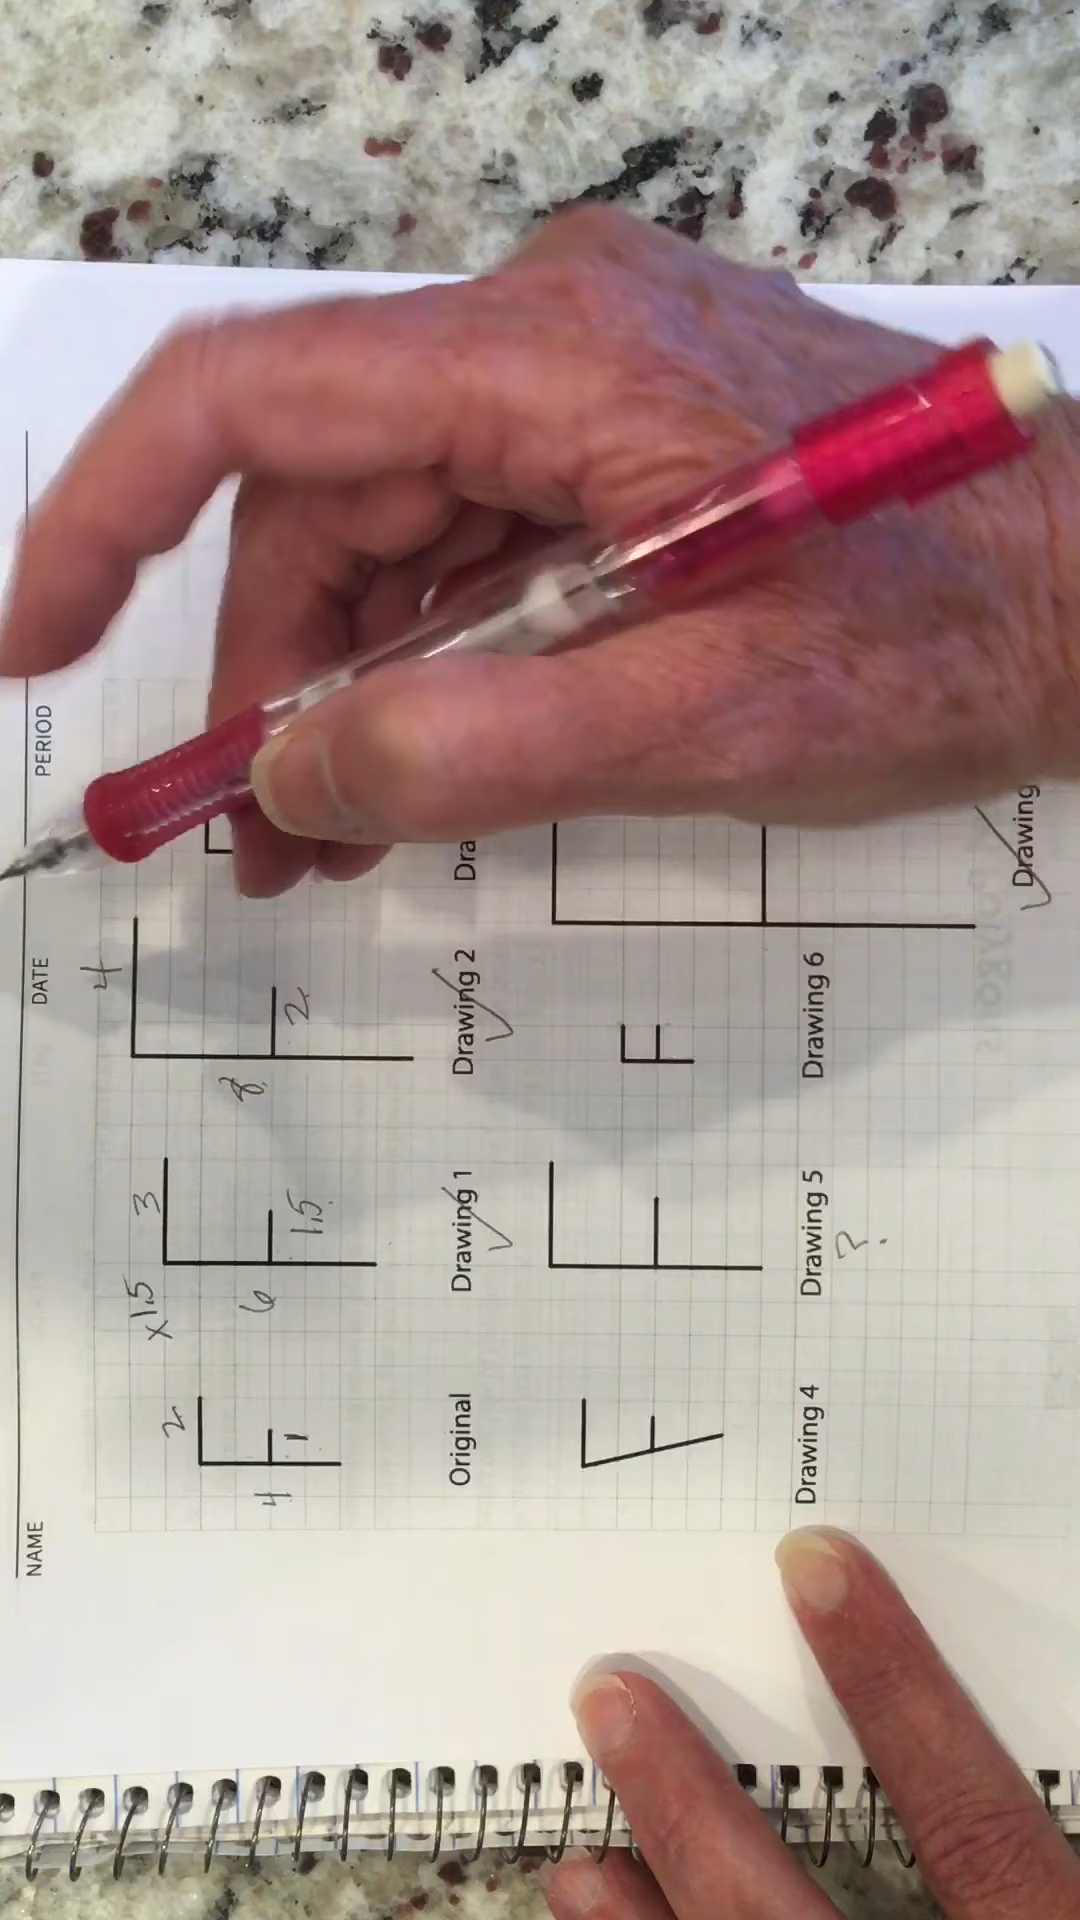 NAME DATE PERIOD
2 x1.5 3 4
4 1 6 1.5 8 2
Original Drawing 1 Drawing 2 Dra
Drawing 4 Drawing 5 Drawing 6 Drawing
?